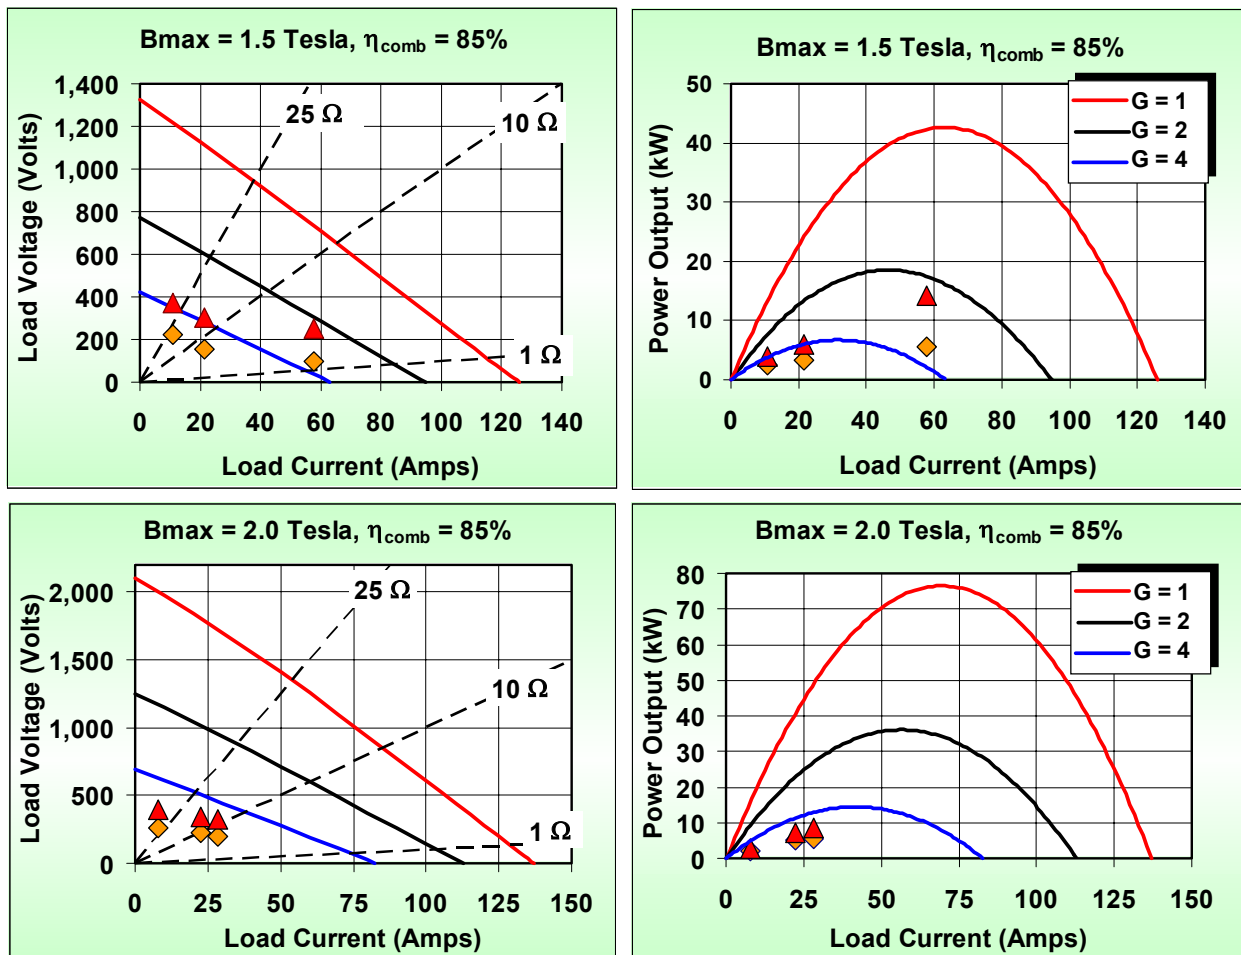 Bmax = 1.5 Tesla, ηcomb = 85%
Load Voltage (Volts)
1,400
1,200
1,000
800
600
400
200
0
25 Ω
10 Ω
1 Ω
0 20 40 60 80 100 120 140
Load Current (Amps)
Bmax = 1.5 Tesla, ηcomb = 85%
Power Output (kW)
50
40
30
20
10
0
G = 1
G = 2
G = 4
0 20 40 60 80 100 120 140
Load Current (Amps)
Bmax = 2.0 Tesla, ηcomb = 85%
Load Voltage (Volts)
2,000
1,500
1,000
500
0
25 Ω
10 Ω
1 Ω
0 25 50 75 100 125 150
Load Current (Amps)
Bmax = 2.0 Tesla, ηcomb = 85%
Power Output (kW)
80
70
60
50
40
30
20
10
0
G = 1
G = 2
G = 4
0 25 50 75 100 125 150
Load Current (Amps)